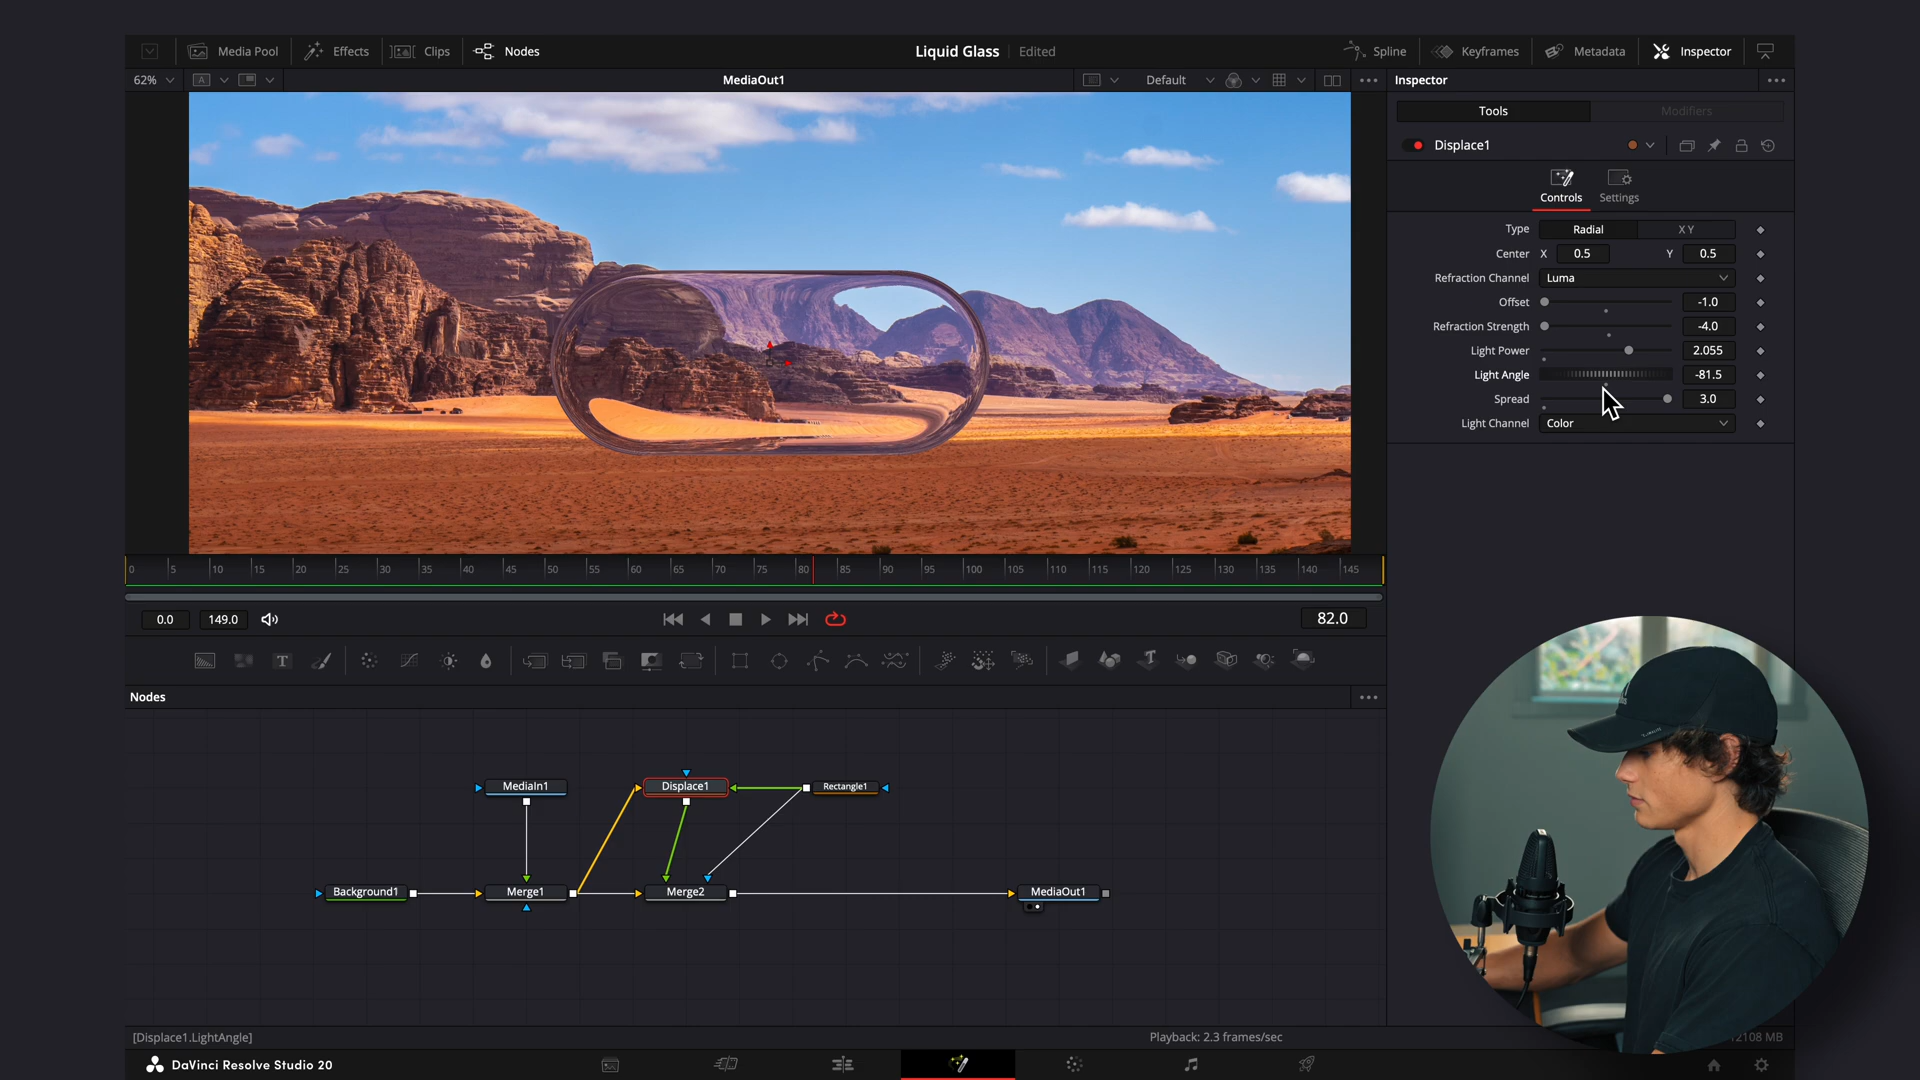 Media Pool Effects Clips Nodes Liquid Glass Edited Spline Keyframes Metadata Inspector
62% MediaOut1 Default Inspector
Tools Modifiers
Displace1
Controls Settings
Type Radial X Y
Center X 0.5 Y 0.5
Refraction Channel Luma
Offset -1.0
Refraction Strength -4.0
Light Power 2.055
Light Angle -81.5
Spread 3.0
Light Channel Color
0 5 10 15 20 25 30 35 40 45 50 55 60 65 70 75 80 85 90 95 100 105 110 115 120 125 130 135 140 145
0.0 149.0 82.0
Nodes
MediaIn1 Displace1 Rectangle1
Background1 Merge1 Merge2 MediaOut1
[Displace1.LightAngle] Playback: 2.3 frames/sec 2108 MB
DaVinci Resolve Studio 20